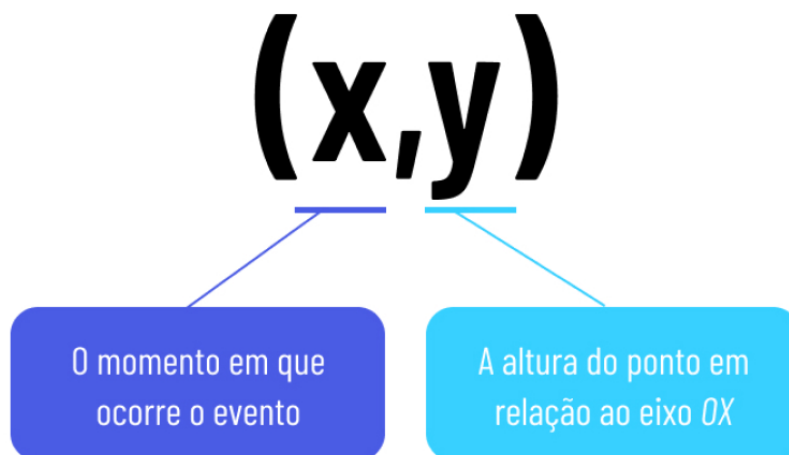 (x,y)
O momento em que
ocorre o evento
A altura do ponto em
relação ao eixo OX